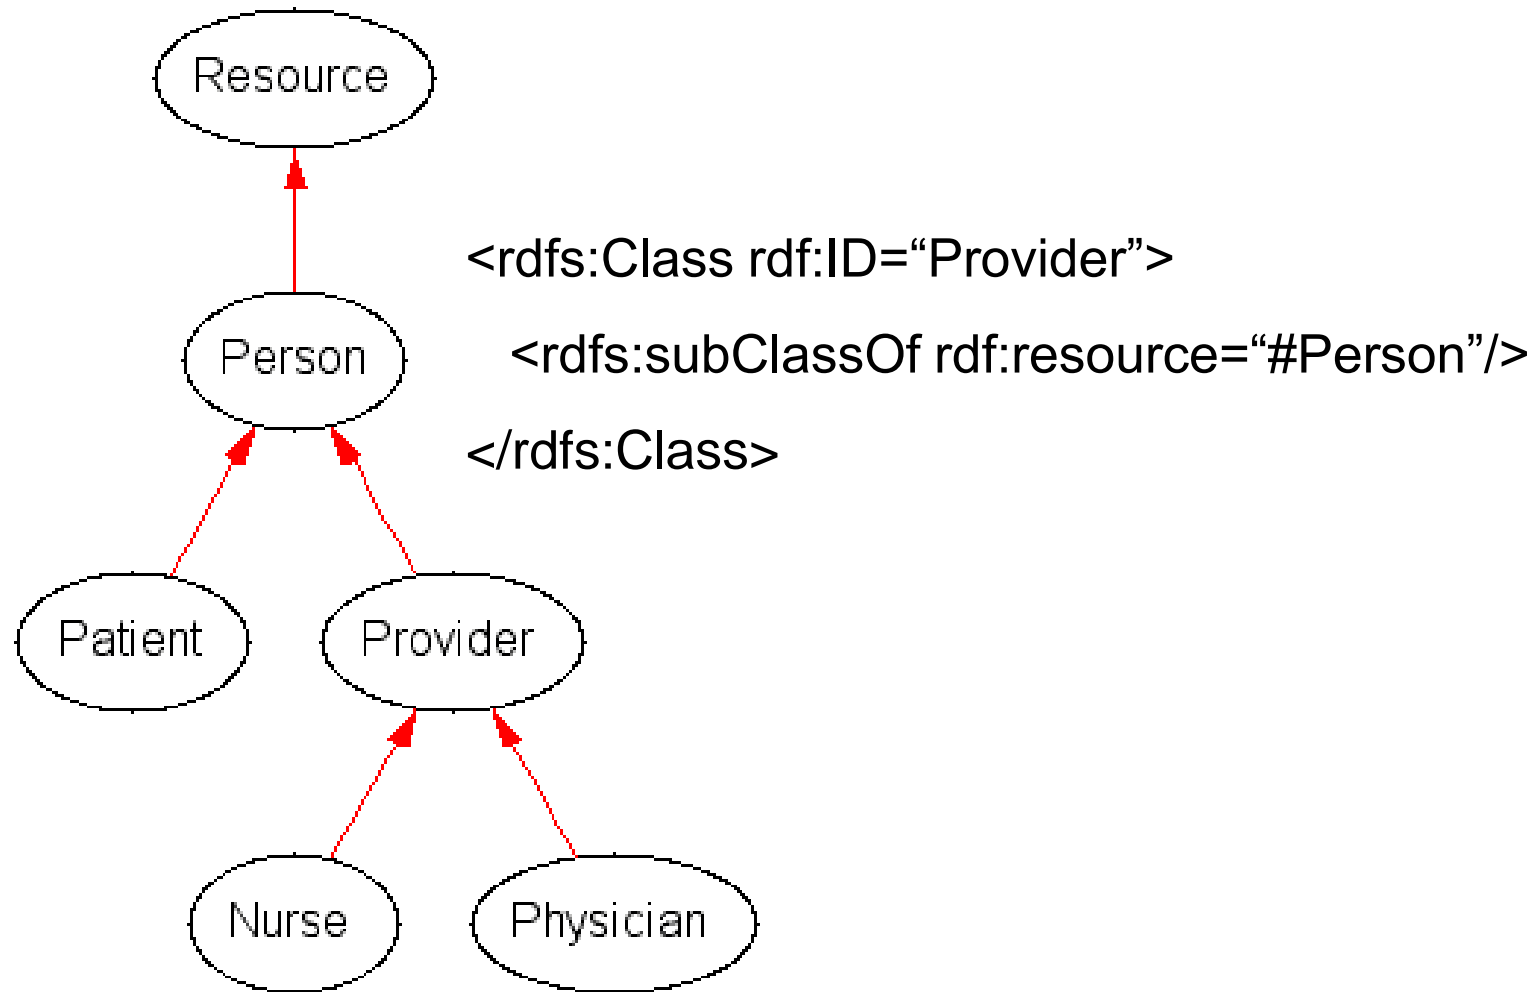 Resource
<rdfs:Class rdf:ID=“Provider”>
Person
<rdfs:subClassOf rdf:resource=“#Person”/>
</rdfs:Class>
Patient
Provider
Nurse
Physician